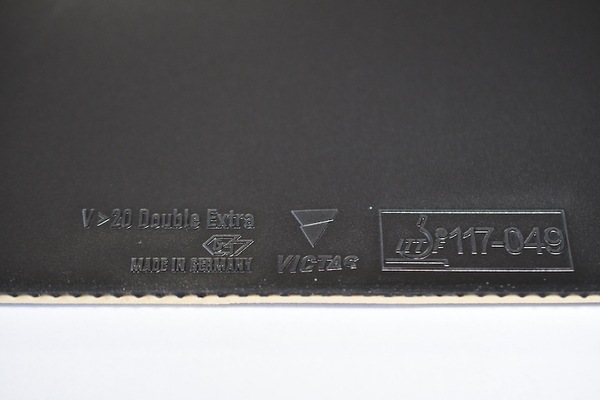 V>20 Double Extra
MADE IN GERMANY
VICTAS
ITTF 117-049